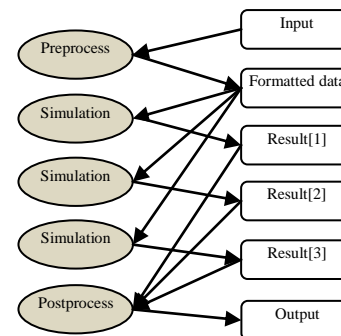 Input
Preprocess
Formatted data
Simulation
Result[1]
Simulation
Result[2]
Simulation
Result[3]
Postprocess
Output